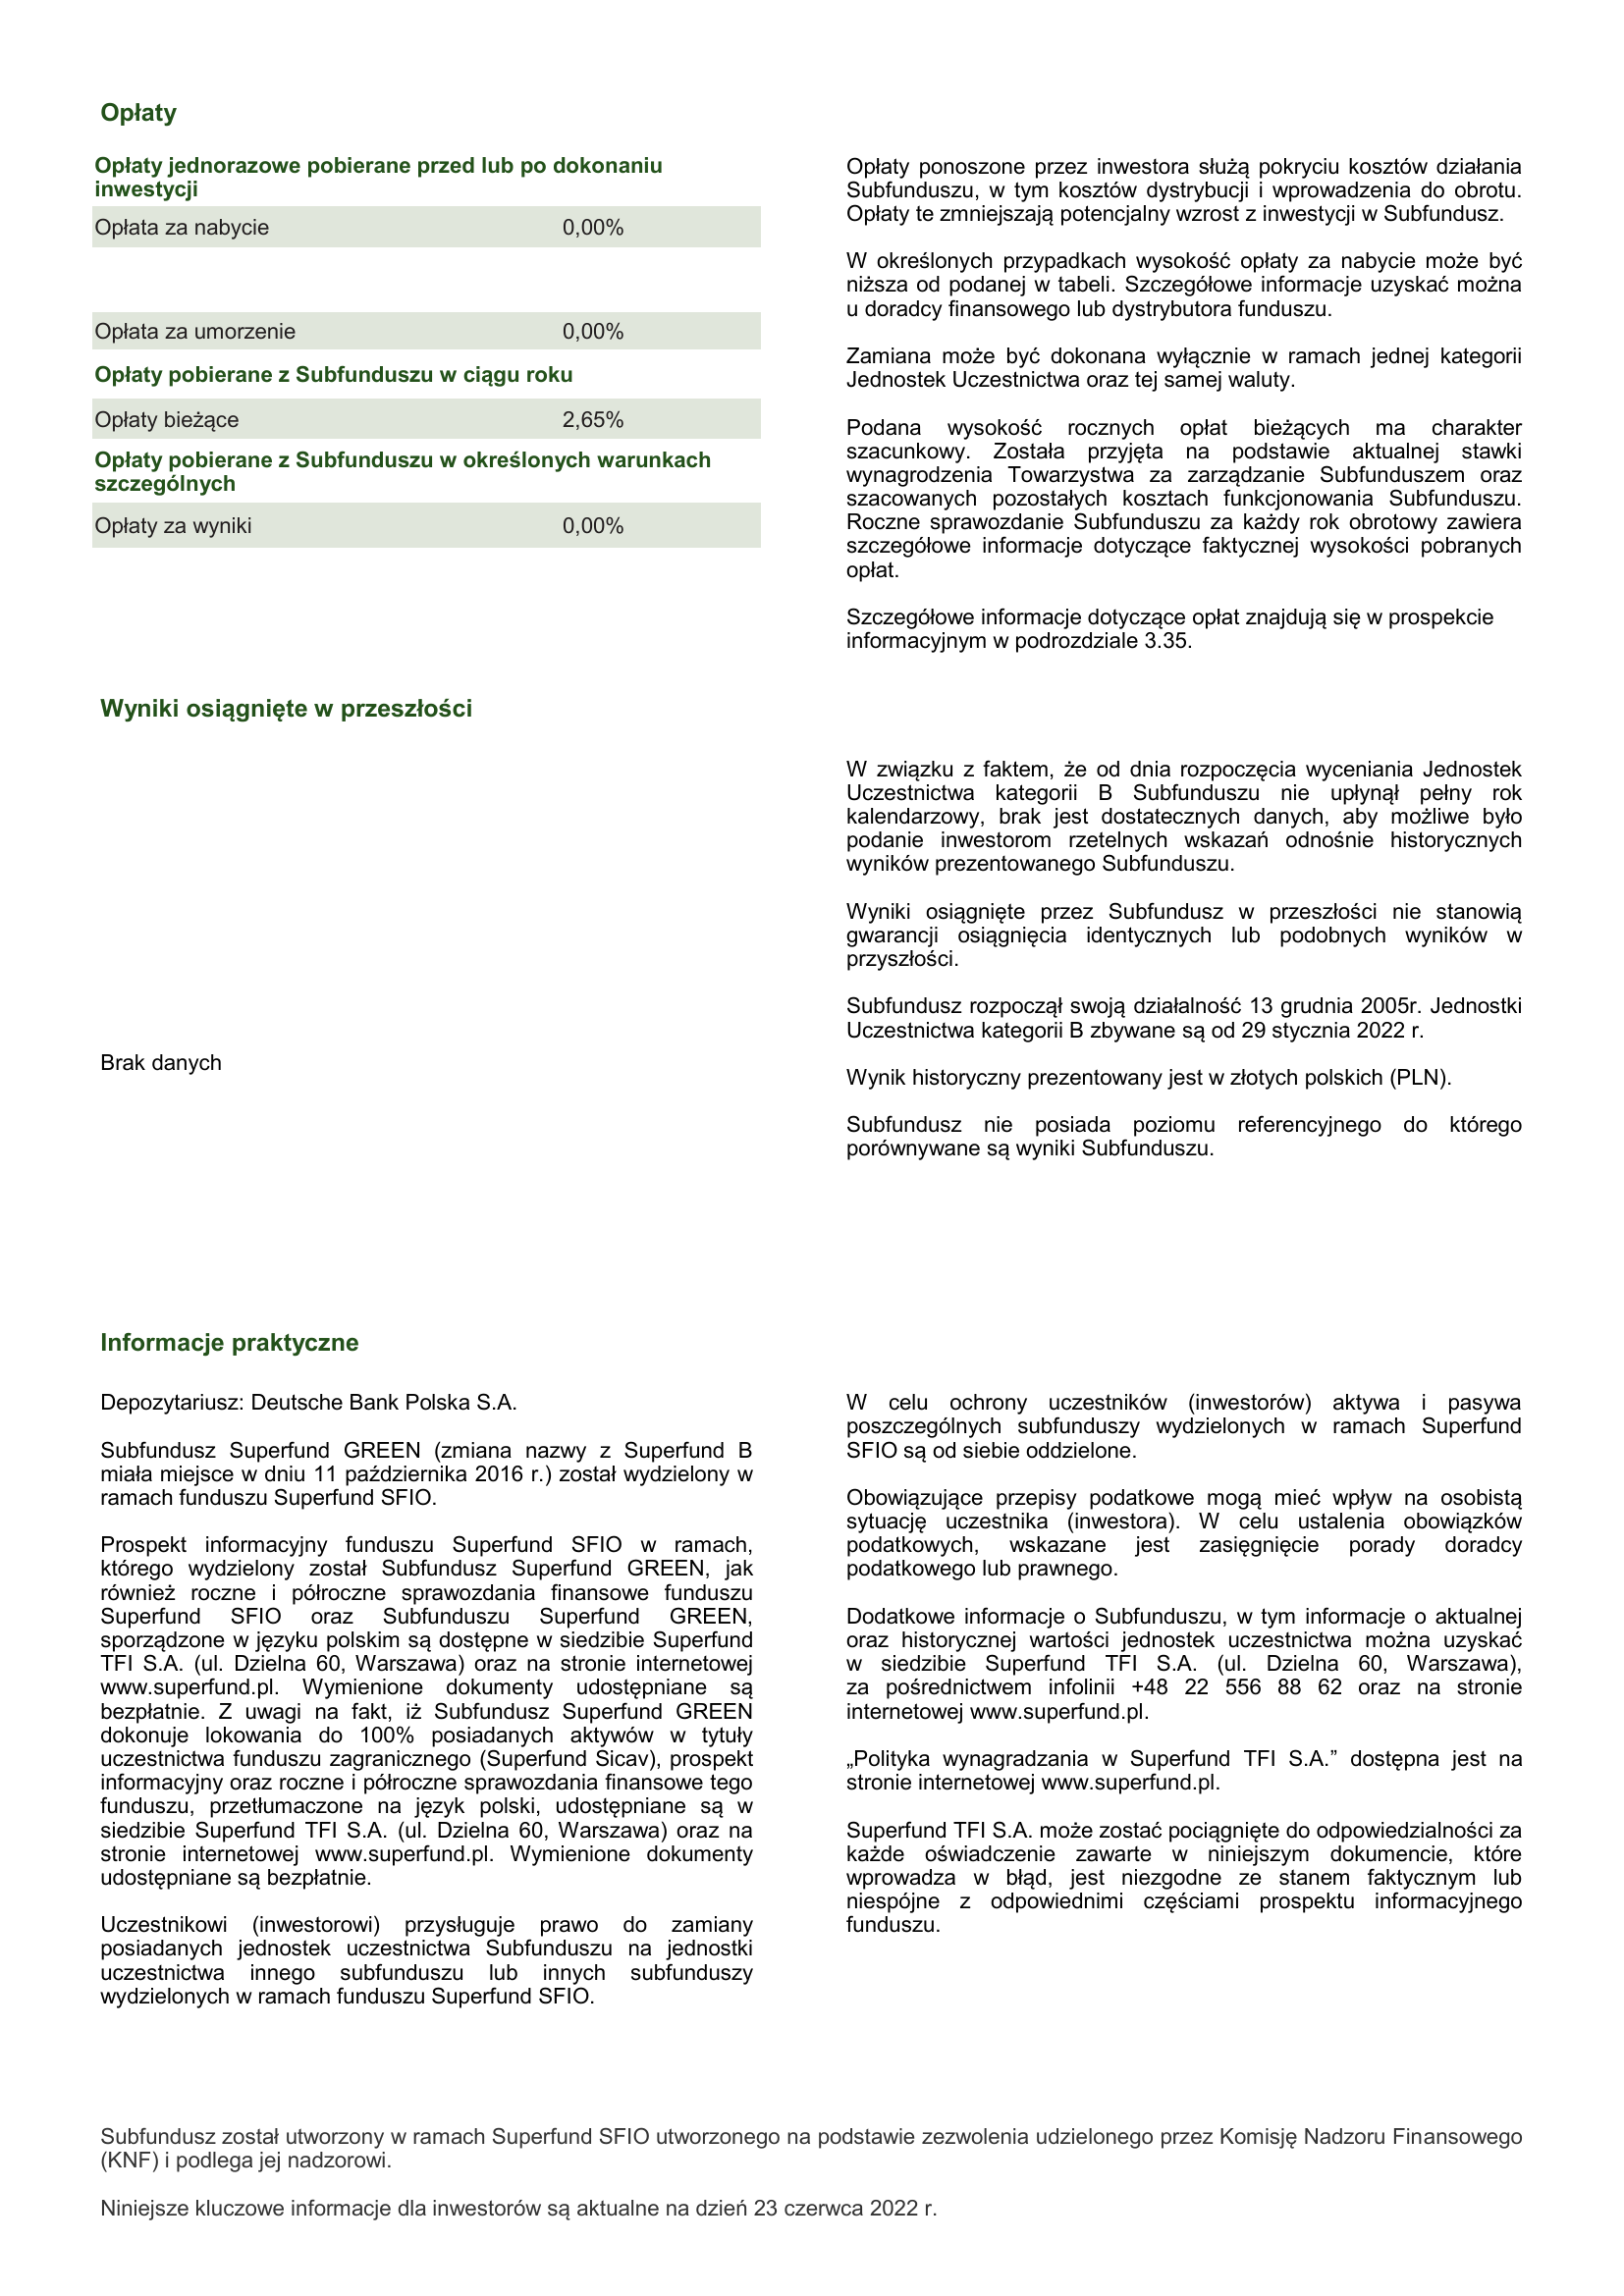 Opłaty
Opłaty jednorazowe pobierane przed lub po dokonaniu
inwestycji
Opłata za nabycie 0,00%
Opłata za umorzenie 0,00%
Opłaty pobierane z Subfunduszu w ciągu roku
Opłaty bieżące 2,65%
Opłaty pobierane z Subfunduszu w określonych warunkach
szczególnych
Opłaty za wyniki 0,00%
Opłaty ponoszone przez inwestora służą pokryciu kosztów działania
Subfunduszu, w tym kosztów dystrybucji i wprowadzenia do obrotu.
Opłaty te zmniejszają potencjalny wzrost z inwestycji w Subfundusz.
W określonych przypadkach wysokość opłaty za nabycie może być
niższa od podanej w tabeli. Szczegółowe informacje uzyskać można
u doradcy finansowego lub dystrybutora funduszu.
Zamiana może być dokonana wyłącznie w ramach jednej kategorii
Jednostek Uczestnictwa oraz tej samej waluty.
Podana wysokość rocznych opłat bieżących ma charakter
szacunkowy. Została przyjęta na podstawie aktualnej stawki
wynagrodzenia Towarzystwa za zarządzanie Subfunduszem oraz
szacowanych pozostałych kosztach funkcjonowania Subfunduszu.
Roczne sprawozdanie Subfunduszu za każdy rok obrotowy zawiera
szczegółowe informacje dotyczące faktycznej wysokości pobranych
opłat.
Szczegółowe informacje dotyczące opłat znajdują się w prospekcie
informacyjnym w podrozdziale 3.35.
Wyniki osiągnięte w przeszłości
Brak danych
W związku z faktem, że od dnia rozpoczęcia wyceniania Jednostek
Uczestnictwa kategorii B Subfunduszu nie upłynął pełny rok
kalendarzowy, brak jest dostatecznych danych, aby możliwe było
podanie inwestorom rzetelnych wskazań odnośnie historycznych
wyników prezentowanego Subfunduszu.
Wyniki osiągnięte przez Subfundusz w przeszłości nie stanowią
gwarancji osiągnięcia identycznych lub podobnych wyników w
przyszłości.
Subfundusz rozpoczął swoją działalność 13 grudnia 2005r. Jednostki
Uczestnictwa kategorii B zbywane są od 29 stycznia 2022 r.
Wynik historyczny prezentowany jest w złotych polskich (PLN).
Subfundusz nie posiada poziomu referencyjnego do którego
porównywane są wyniki Subfunduszu.
Informacje praktyczne
Depozytariusz: Deutsche Bank Polska S.A.
Subfundusz Superfund GREEN (zmiana nazwy z Superfund B
miała miejsce w dniu 11 października 2016 r.) został wydzielony w
ramach funduszu Superfund SFIO.
Prospekt informacyjny funduszu Superfund SFIO w ramach,
którego wydzielony został Subfundusz Superfund GREEN, jak
również roczne i półroczne sprawozdania finansowe funduszu
Superfund SFIO oraz Subfunduszu Superfund GREEN,
sporządzone w języku polskim są dostępne w siedzibie Superfund
TFI S.A. (ul. Dzielna 60, Warszawa) oraz na stronie internetowej
www.superfund.pl. Wymienione dokumenty udostępniane są
bezpłatnie. Z uwagi na fakt, iż Subfundusz Superfund GREEN
dokonuje lokowania do 100% posiadanych aktywów w tytuły
uczestnictwa funduszu zagranicznego (Superfund Sicav), prospekt
informacyjny oraz roczne i półroczne sprawozdania finansowe tego
funduszu, przetłumaczone na język polski, udostępniane są w
siedzibie Superfund TFI S.A. (ul. Dzielna 60, Warszawa) oraz na
stronie internetowej www.superfund.pl. Wymienione dokumenty
udostępniane są bezpłatnie.
Uczestnikowi (inwestorowi) przysługuje prawo do zamiany
posiadanych jednostek uczestnictwa Subfunduszu na jednostki
uczestnictwa innego subfunduszu lub innych subfunduszy
wydzielonych w ramach funduszu Superfund SFIO.
W celu ochrony uczestników (inwestorów) aktywa i pasywa
poszczególnych subfunduszy wydzielonych w ramach Superfund
SFIO są od siebie oddzielone.
Obowiązujące przepisy podatkowe mogą mieć wpływ na osobistą
sytuację uczestnika (inwestora). W celu ustalenia obowiązków
podatkowych, wskazane jest zasięgnięcie porady doradcy
podatkowego lub prawnego.
Dodatkowe informacje o Subfunduszu, w tym informacje o aktualnej
oraz historycznej wartości jednostek uczestnictwa można uzyskać
w siedzibie Superfund TFI S.A. (ul. Dzielna 60, Warszawa),
za pośrednictwem infolinii +48 22 556 88 62 oraz na stronie
internetowej www.superfund.pl.
„Polityka wynagradzania w Superfund TFI S.A.” dostępna jest na
stronie internetowej www.superfund.pl.
Superfund TFI S.A. może zostać pociągnięte do odpowiedzialności za
każde oświadczenie zawarte w niniejszym dokumencie, które
wprowadza w błąd, jest niezgodne ze stanem faktycznym lub
niespójne z odpowiednimi częściami prospektu informacyjnego
funduszu.
Subfundusz został utworzony w ramach Superfund SFIO utworzonego na podstawie zezwolenia udzielonego przez Komisję Nadzoru Finansowego
(KNF) i podlega jej nadzorowi.
Niniejsze kluczowe informacje dla inwestorów są aktualne na dzień 23 czerwca 2022 r.